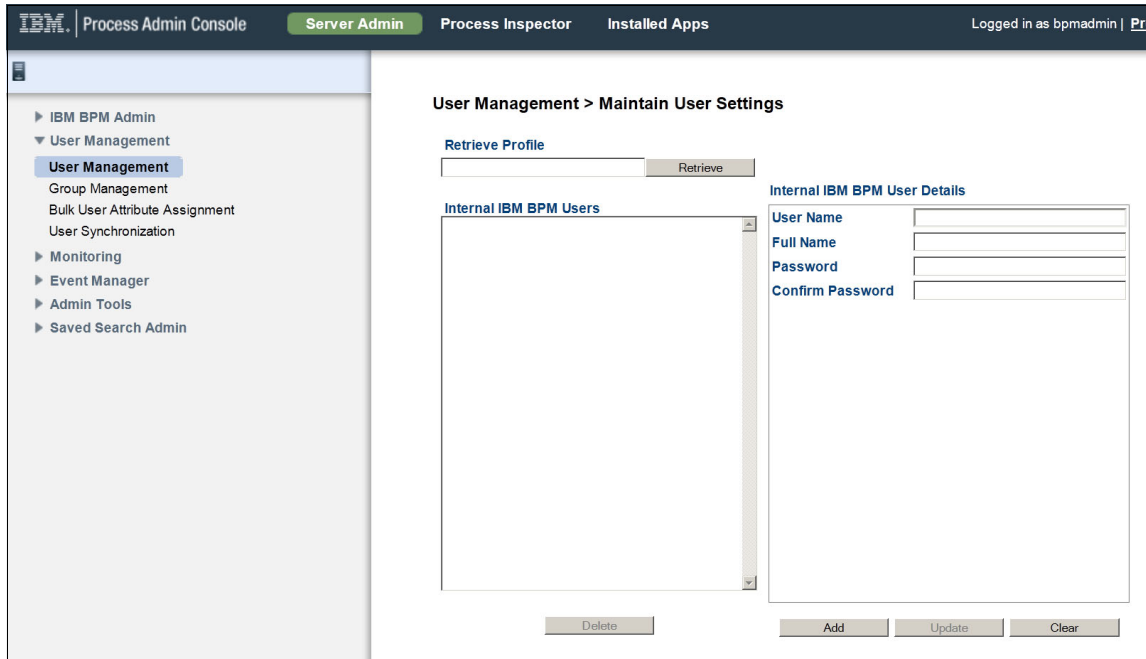 IBM. Process Admin Console Server Admin Process Inspector Installed Apps Logged in as bpmadmin | Pr
IBM BPM Admin
User Management
User Management
Group Management
Bulk User Attribute Assignment
User Synchronization
Monitoring
Event Manager
Admin Tools
Saved Search Admin
User Management > Maintain User Settings
Retrieve Profile
Retrieve
Internal IBM BPM Users
Delete
Internal IBM BPM User Details
User Name
Full Name
Password
Confirm Password
Add Update Clear